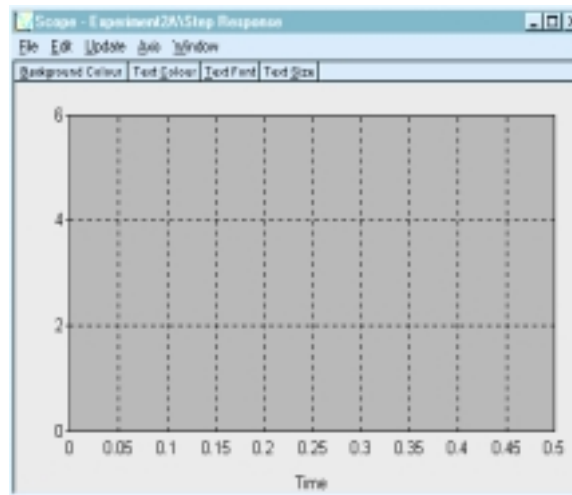 Scope - Experiment2A\Step Response
File Edit Update Axis Window
Background Colour Text Colour Text Font Text Size
6
4
2
0
0 0.05 0.1 0.15 0.2 0.25 0.3 0.35 0.4 0.45 0.5
Time